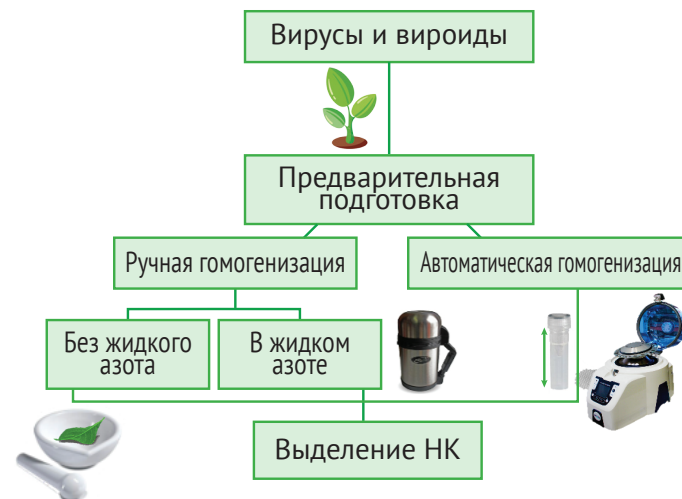 Вирусы и вироиды
Предварительная
подготовка
Ручная гомогенизация
Автоматическая гомогенизация
Без жидкого
азота
В жидком
азоте
Выделение НК